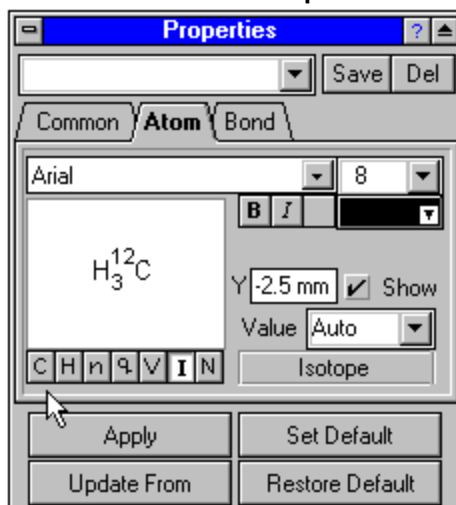 Properties ?
Save Del
Common Atom Bond
Arial 8
B I
H₃¹²C
Y -2.5 mm ✔ Show
Value Auto
C H n q V I N Isotope
Apply Set Default
Update From Restore Default